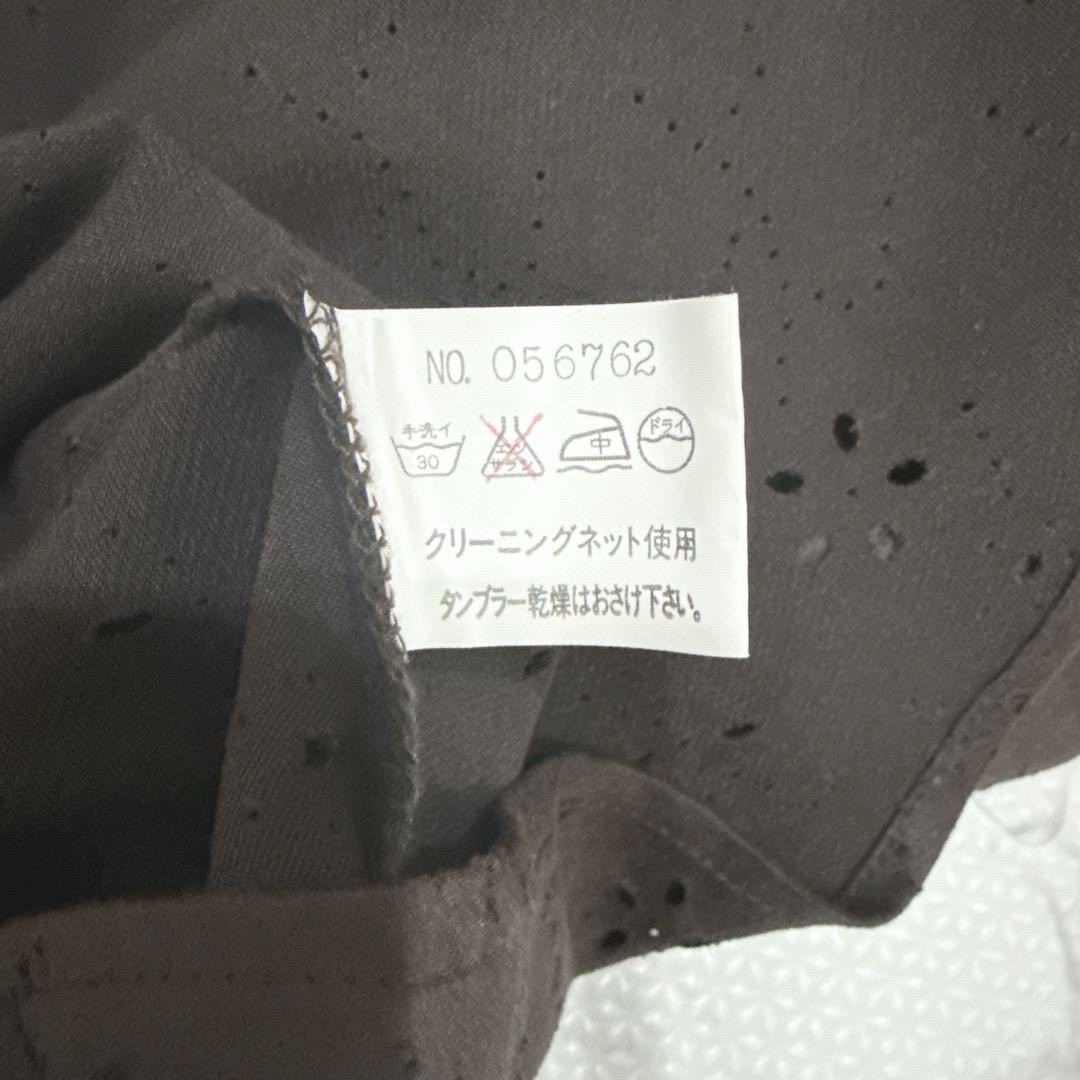 NO. 056762
手洗イ 30 エンソ サラシ 中 ドライ
クリーニングネット使用
タンブラー乾燥はおさけ下さい。